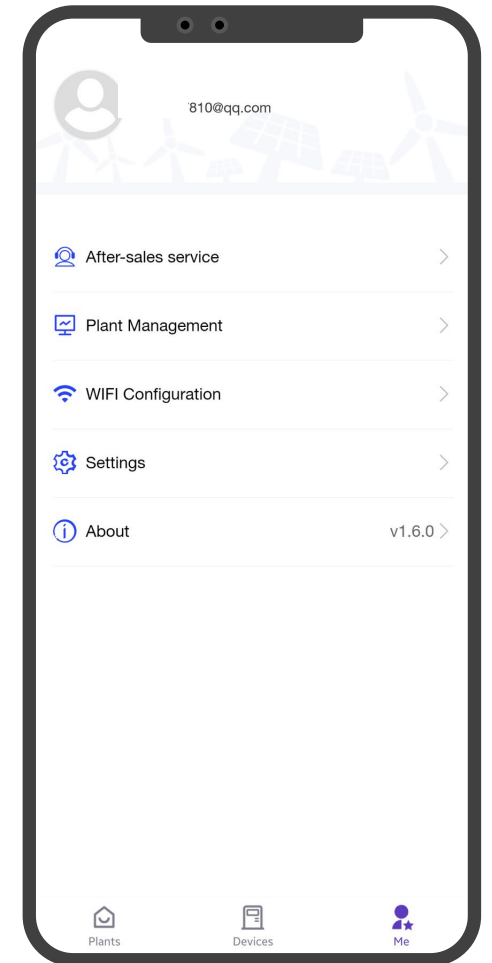 810@qq.com
After-sales service
Plant Management
WIFI Configuration
Settings
About v1.6.0
Plants Devices Me